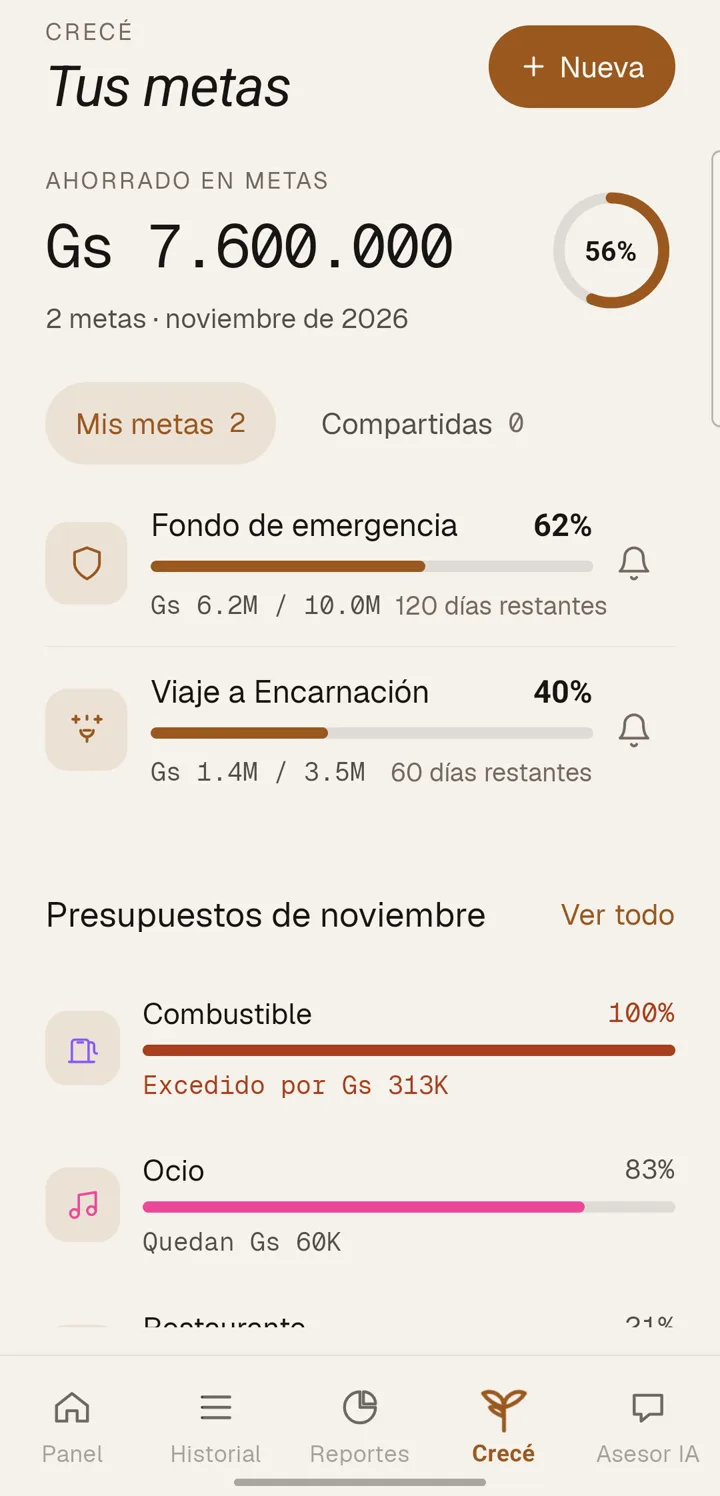 CRECÉ
Tus metas
+ Nueva
AHORRADO EN METAS
Gs 7.600.000
56%
2 metas · noviembre de 2026
Mis metas 2
Compartidas 0
Fondo de emergencia 62%
Gs 6.2M / 10.0M 120 días restantes
Viaje a Encarnación 40%
Gs 1.4M / 3.5M 60 días restantes
Presupuestos de noviembre Ver todo
Combustible 100%
Excedido por Gs 313K
Ocio 83%
Quedan Gs 60K
Panel
Historial
Reportes
Crecé
Asesor IA